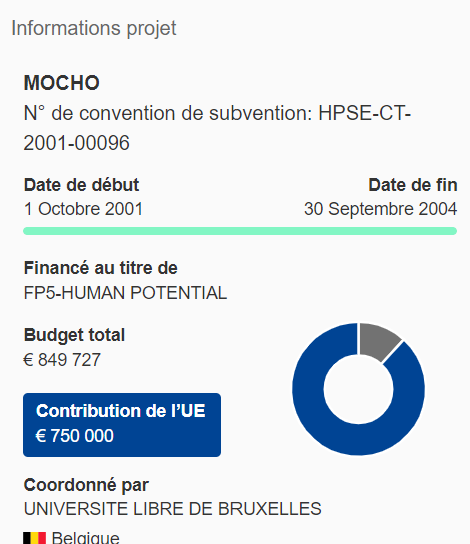 Informations projet
MOCHO
N° de convention de subvention: HPSE-CT-
2001-00096
Date de début
Date de fin
1 Octobre 2001
30 Septembre 2004
Financé au titre de
FP5-HUMAN POTENTIAL
Budget total
€ 849 727
Contribution de l’UE
€ 750 000
Coordonné par
UNIVERSITE LIBRE DE BRUXELLES
Belgique